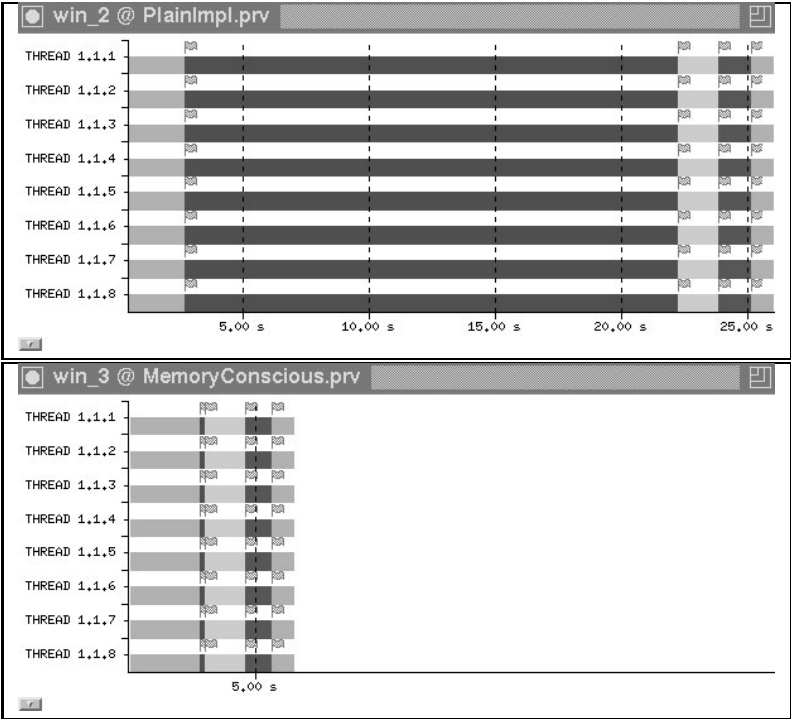 win_2 @ PlainImpl.prv
THREAD 1.1.1
THREAD 1.1.2
THREAD 1.1.3
THREAD 1.1.4
THREAD 1.1.5
THREAD 1.1.6
THREAD 1.1.7
THREAD 1.1.8
5.00 s 10.00 s 15.00 s 20.00 s 25.00 s
win_3 @ MemoryConscious.prv
THREAD 1.1.1
THREAD 1.1.2
THREAD 1.1.3
THREAD 1.1.4
THREAD 1.1.5
THREAD 1.1.6
THREAD 1.1.7
THREAD 1.1.8
5.00 s